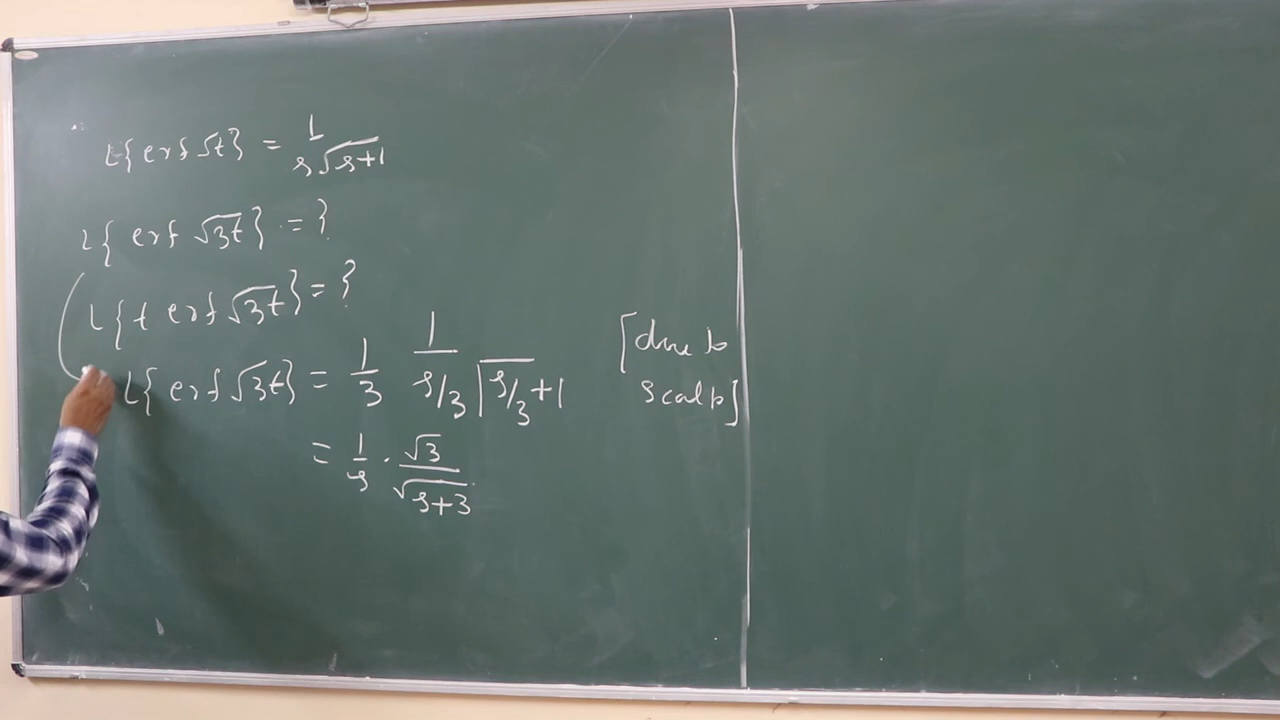 L{erf √t} = 1/(s√(s+1))
L{erf √3t} = ?
L{t erf √3t} = ?
L{erf √3t} = 1/3 1/(s/3 √(s/3+1)) [due to
scalp]
= 1/s · √3/√(s+3)